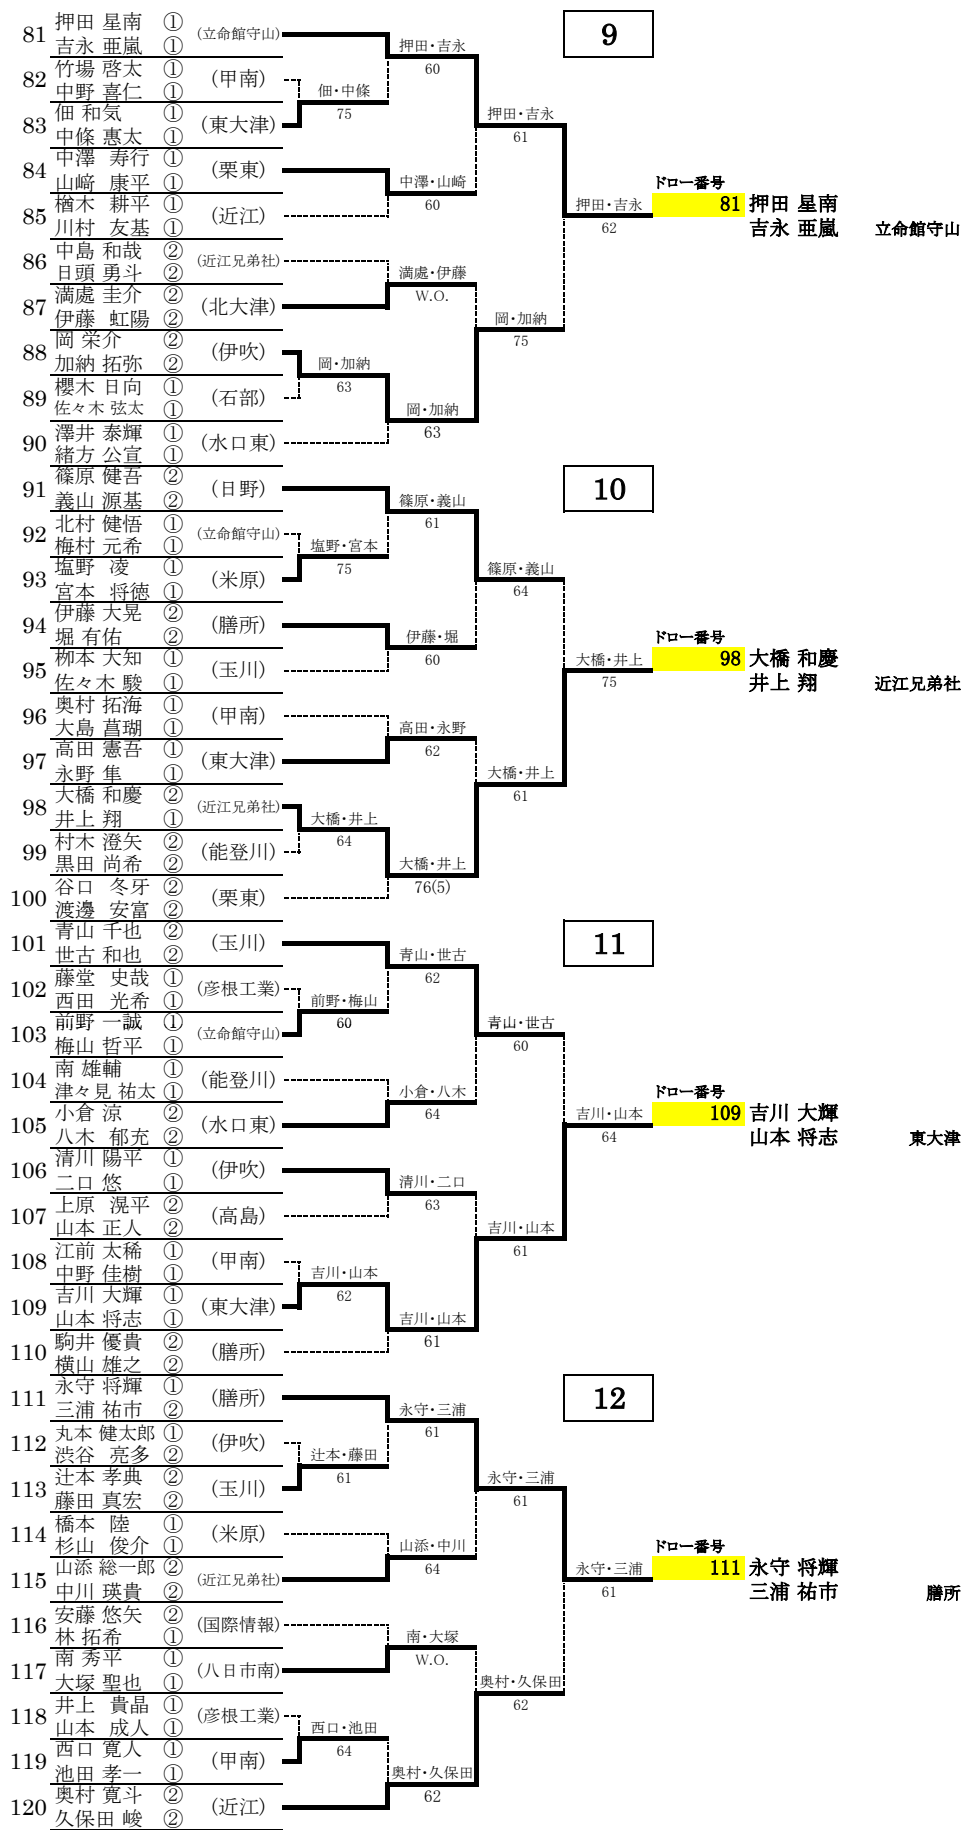 9
81 押田 星南 ① (立命館守山)
吉永 亜嵐 ①
押田・吉永
60
82 竹場 啓太 ① (甲南)
中野 喜仁 ①
佃・中條
75
83 佃 和気 ① (東大津)
中條 惠太 ①
押田・吉永
61
84 中澤 寿行 ① (栗東)
山﨑 康平 ①
中澤・山崎
60
85 楢木 耕平 ① (近江)
川村 友基 ①
押田・吉永
62
ドロー番号
81 押田 星南
吉永 亜嵐 立命館守山
86 中島 和哉 ② (近江兄弟社)
日頭 勇斗 ②
満處・伊藤
W.O.
87 満處 圭介 ② (北大津)
伊藤 虹陽 ②
岡・加納
75
88 岡 栄介 ② (伊吹)
加納 拓弥 ②
岡・加納
63
89 櫻木 日向 ① (石部)
佐々木 弦太 ①
岡・加納
63
90 澤井 泰輝 ① (水口東)
緒方 公宣 ①
10
91 篠原 健吾 ② (日野)
義山 源基 ②
篠原・義山
61
92 北村 健悟 ① (立命館守山)
梅村 元希 ①
塩野・宮本
75
93 塩野 凌 ① (米原)
宮本 将徳 ①
篠原・義山
64
94 伊藤 大晃 ② (膳所)
堀 有佑 ②
伊藤・堀
60
95 栁本 大知 ① (玉川)
佐々木 駿 ①
大橋・井上
75
ドロー番号
98 大橋 和慶
井上 翔 近江兄弟社
96 奥村 拓海 ① (甲南)
大島 菖瑚 ①
高田・永野
62
97 高田 憲吾 ① (東大津)
永野 隼 ①
大橋・井上
61
98 大橋 和慶 ② (近江兄弟社)
井上 翔 ①
大橋・井上
64
99 村木 澄矢 ② (能登川)
黒田 尚希 ②
大橋・井上
76(5)
100 谷口 冬牙 ② (栗東)
渡邊 安富 ②
11
101 青山 千也 ② (玉川)
世古 和也 ②
青山・世古
62
102 藤堂 史哉 ① (彦根工業)
西田 光希 ①
前野・梅山
60
103 前野 一誠 ① (立命館守山)
梅山 哲平 ①
青山・世古
60
104 南 雄輔 ① (能登川)
津々見 祐太 ①
小倉・八木
64
105 小倉 涼 ② (水口東)
八木 郁充 ②
吉川・山本
64
ドロー番号
109 吉川 大輝
山本 将志 東大津
106 清川 陽平 ① (伊吹)
二口 悠 ①
清川・二口
63
107 上原 滉平 ② (高島)
山本 正人 ②
吉川・山本
61
108 江前 太稀 ① (甲南)
中野 佳樹 ①
吉川・山本
62
109 吉川 大輝 ① (東大津)
山本 将志 ①
吉川・山本
61
110 駒井 優貴 ② (膳所)
横山 雄之 ②
12
111 永守 将輝 ① (膳所)
三浦 祐市 ②
永守・三浦
61
112 丸本 健太郎 ① (伊吹)
渋谷 亮多 ②
辻本・藤田
61
113 辻本 孝典 ② (玉川)
藤田 真宏 ②
永守・三浦
61
114 橋本 陸 ① (米原)
杉山 俊介 ①
山添・中川
64
115 山添 総一郎 ② (近江兄弟社)
中川 瑛貴 ②
永守・三浦
61
ドロー番号
111 永守 将輝
三浦 祐市 膳所
116 安藤 悠矢 ② (国際情報)
林 拓希 ①
南・大塚
W.O.
117 南 秀平 ① (八日市南)
大塚 聖也 ①
奥村・久保田
62
118 井上 貴晶 ① (彦根工業)
山本 成人 ①
西口・池田
64
119 西口 寛人 ① (甲南)
池田 孝一 ①
奥村・久保田
62
120 奥村 寛斗 ② (近江)
久保田 峻 ②